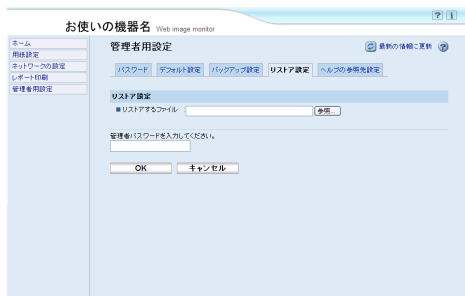 お使いの機器名 Web image monitor
ホーム
用紙設定
ネットワークの設定
レポート印刷
管理者用設定
管理者用設定
最新の情報に更新
パスワード デフォルト設定 バックアップ設定 リストア設定 ヘルプの参照先設定
リストア設定
■リストアするファイル : 参照...
管理者パスワードを入力してください。
OK キャンセル